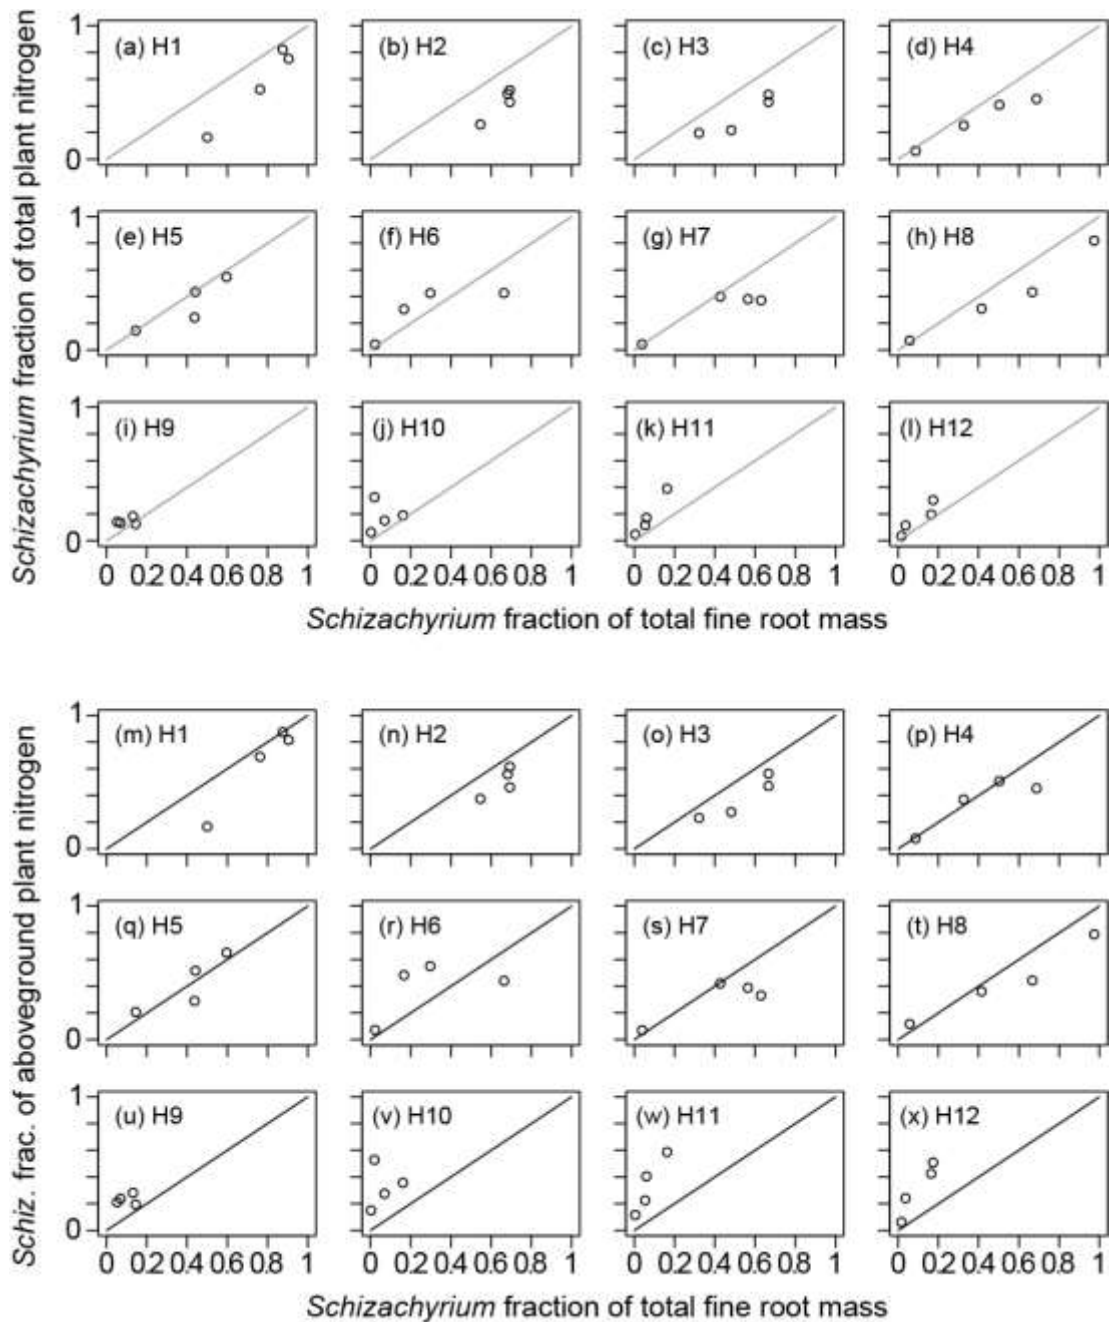 Schizachyrium fraction of total plant nitrogen
1
(a) H1
(b) H2
(c) H3
(d) H4
0
1
(e) H5
(f) H6
(g) H7
(h) H8
0
1
(i) H9
(j) H10
(k) H11
(l) H12
0
0 0.2 0.4 0.6 0.8 1
0 0.2 0.4 0.6 0.8 1
0 0.2 0.4 0.6 0.8 1
0 0.2 0.4 0.6 0.8 1
Schizachyrium fraction of total fine root mass
Schiz. frac. of aboveground plant nitrogen
1
(m) H1
(n) H2
(o) H3
(p) H4
0
1
(q) H5
(r) H6
(s) H7
(t) H8
0
1
(u) H9
(v) H10
(w) H11
(x) H12
0
0 0.2 0.4 0.6 0.8 1
0 0.2 0.4 0.6 0.8 1
0 0.2 0.4 0.6 0.8 1
0 0.2 0.4 0.6 0.8 1
Schizachyrium fraction of total fine root mass